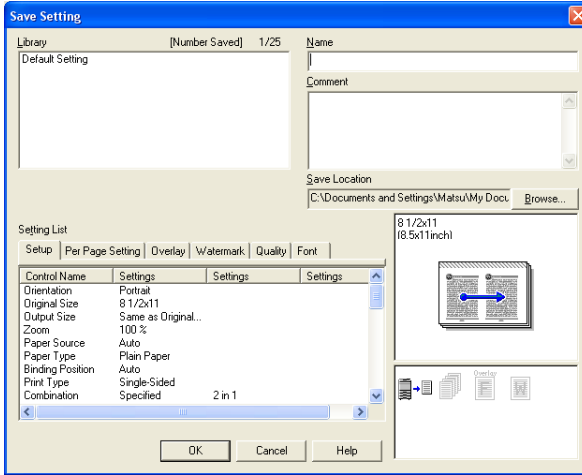 Save Setting
Library [Number Saved] 1/25
Default Setting
Name
Comment
Save Location
C:\Documents and Settings\Matsu\My Docu Browse...
Setting List
Setup Per Page Setting Overlay Watermark Quality Font
Control Name Settings Settings Settings
Orientation Portrait
Original Size 8 1/2x11
Output Size Same as Original...
Zoom 100 %
Paper Source Auto
Paper Type Plain Paper
Binding Position Auto
Print Type Single-Sided
Combination Specified 2 in 1
8 1/2x11
(8.5x11inch)
Overlay
F W
OK Cancel Help